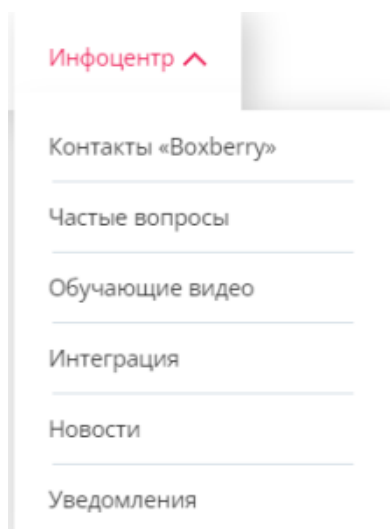 Инфоцентр
Контакты «Boxberry»
Частые вопросы
Обучающие видео
Интеграция
Новости
Уведомления